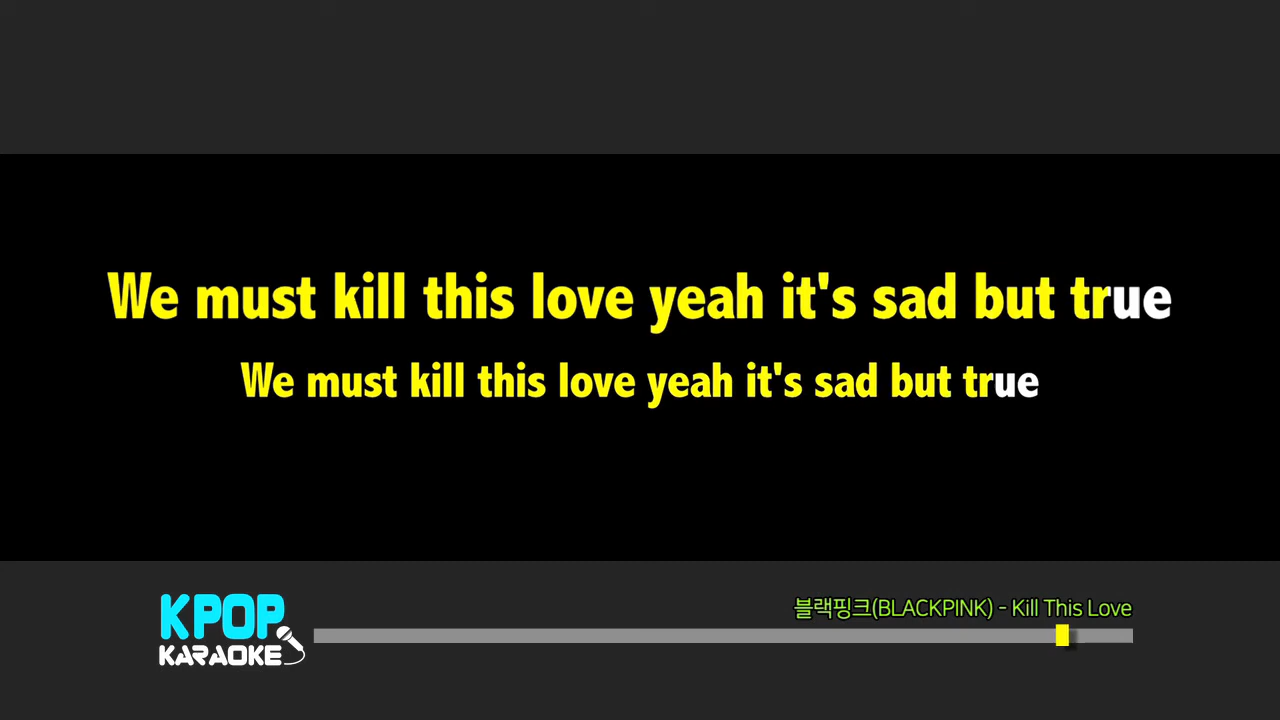 We must kill this love yeah it's sad but true
We must kill this love yeah it's sad but true
블랙핑크(BLACKPINK) - Kill This Love
KPOP
KARAOKE